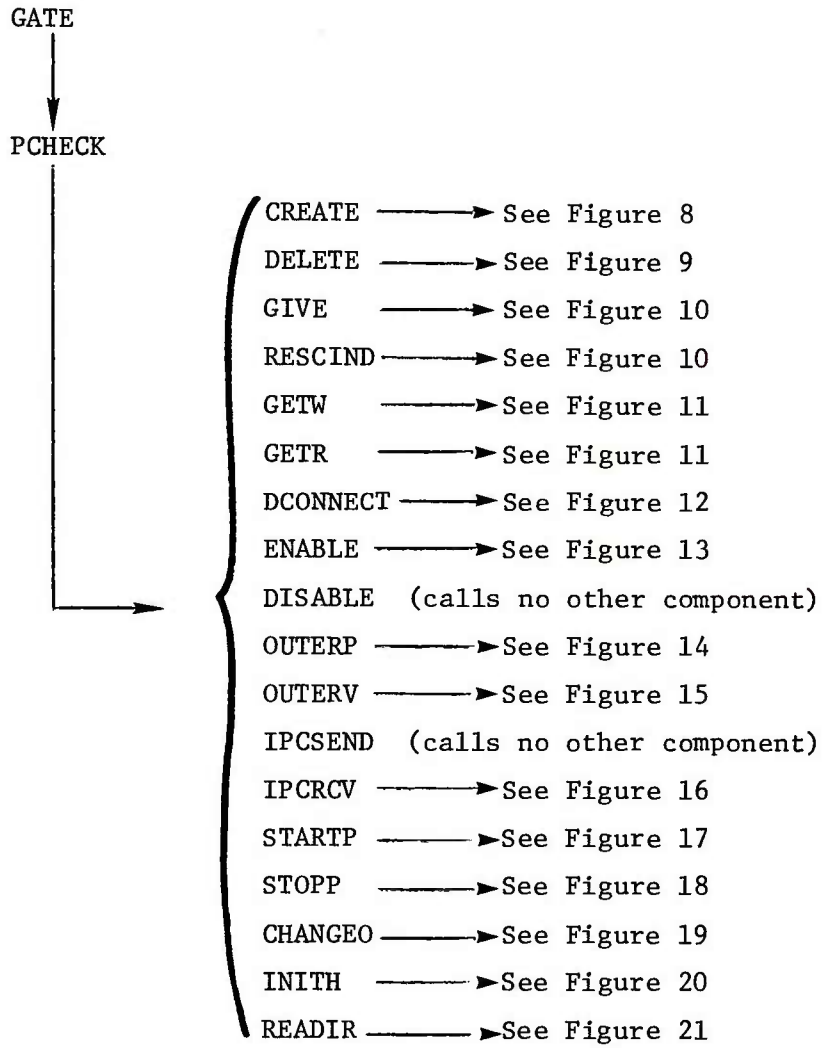 GATE
PCHECK
CREATE See Figure 8
DELETE See Figure 9
GIVE See Figure 10
RESCIND See Figure 10
GETW See Figure 11
GETR See Figure 11
DCONNECT See Figure 12
ENABLE See Figure 13
DISABLE (calls no other component)
OUTERP See Figure 14
OUTERV See Figure 15
IPCSEND (calls no other component)
IPCRCV See Figure 16
STARTP See Figure 17
STOPP See Figure 18
CHANGEO See Figure 19
INITH See Figure 20
READIR See Figure 21